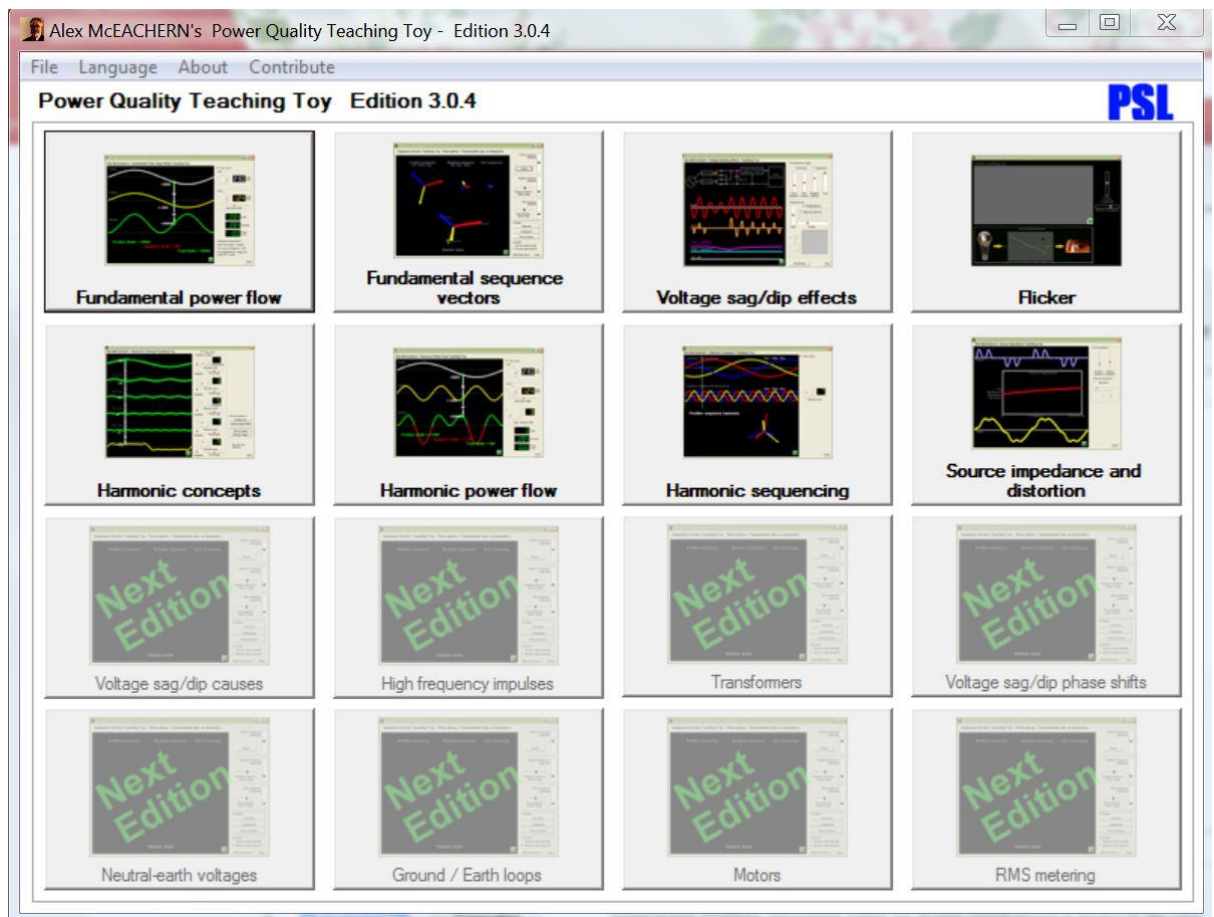 Alex McEACHERN's Power Quality Teaching Toy - Edition 3.0.4
File Language About Contribute
Power Quality Teaching Toy Edition 3.0.4
PSL
Fundamental power flow
Fundamental sequence
vectors
Voltage sag/dip effects
Flicker
Harmonic concepts
Harmonic power flow
Harmonic sequencing
Source impedance and
distortion
Next
Edition
Voltage sag/dip causes
Next
Edition
High frequency impulses
Next
Edition
Transformers
Next
Edition
Voltage sag/dip phase shifts
Next
Edition
Neutral-earth voltages
Next
Edition
Ground / Earth loops
Next
Edition
Motors
Next
Edition
RMS metering